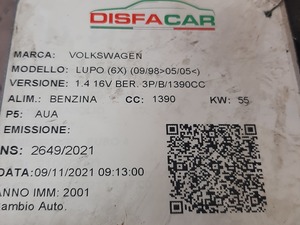 DISFACAR
MARCA: VOLKSWAGEN
MODELLO: LUPO (6X) (09/98>05/05<)
VERSIONE: 1.4 16V BER. 3P/B/1390CC
ALIM.: BENZINA CC: 1390 KW: 55
P5: AUA
EMISSIONE:
NS: 2649/2021
DATA: 09/11/2021 09:13:00
ANNO IMM: 2001
Cambio Auto.